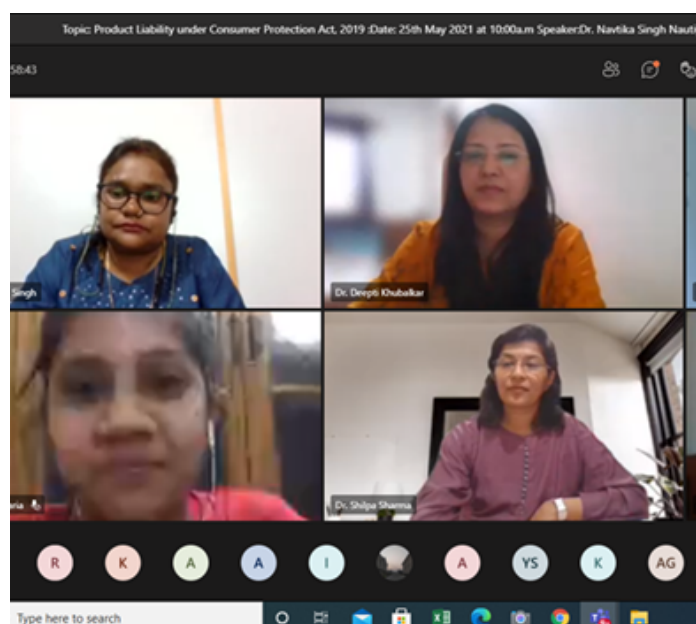 Topic: Product Liability under Consumer Protection Act, 2019 :Date: 25th May 2021 at 10:00a.m Speaker:Dr. Navtika Singh Nauti
58:43
Singh
Dr. Deepti Khubalkar
aria
Dr. Shilpa Sharma
R K A A I A YS K AG
Type here to search